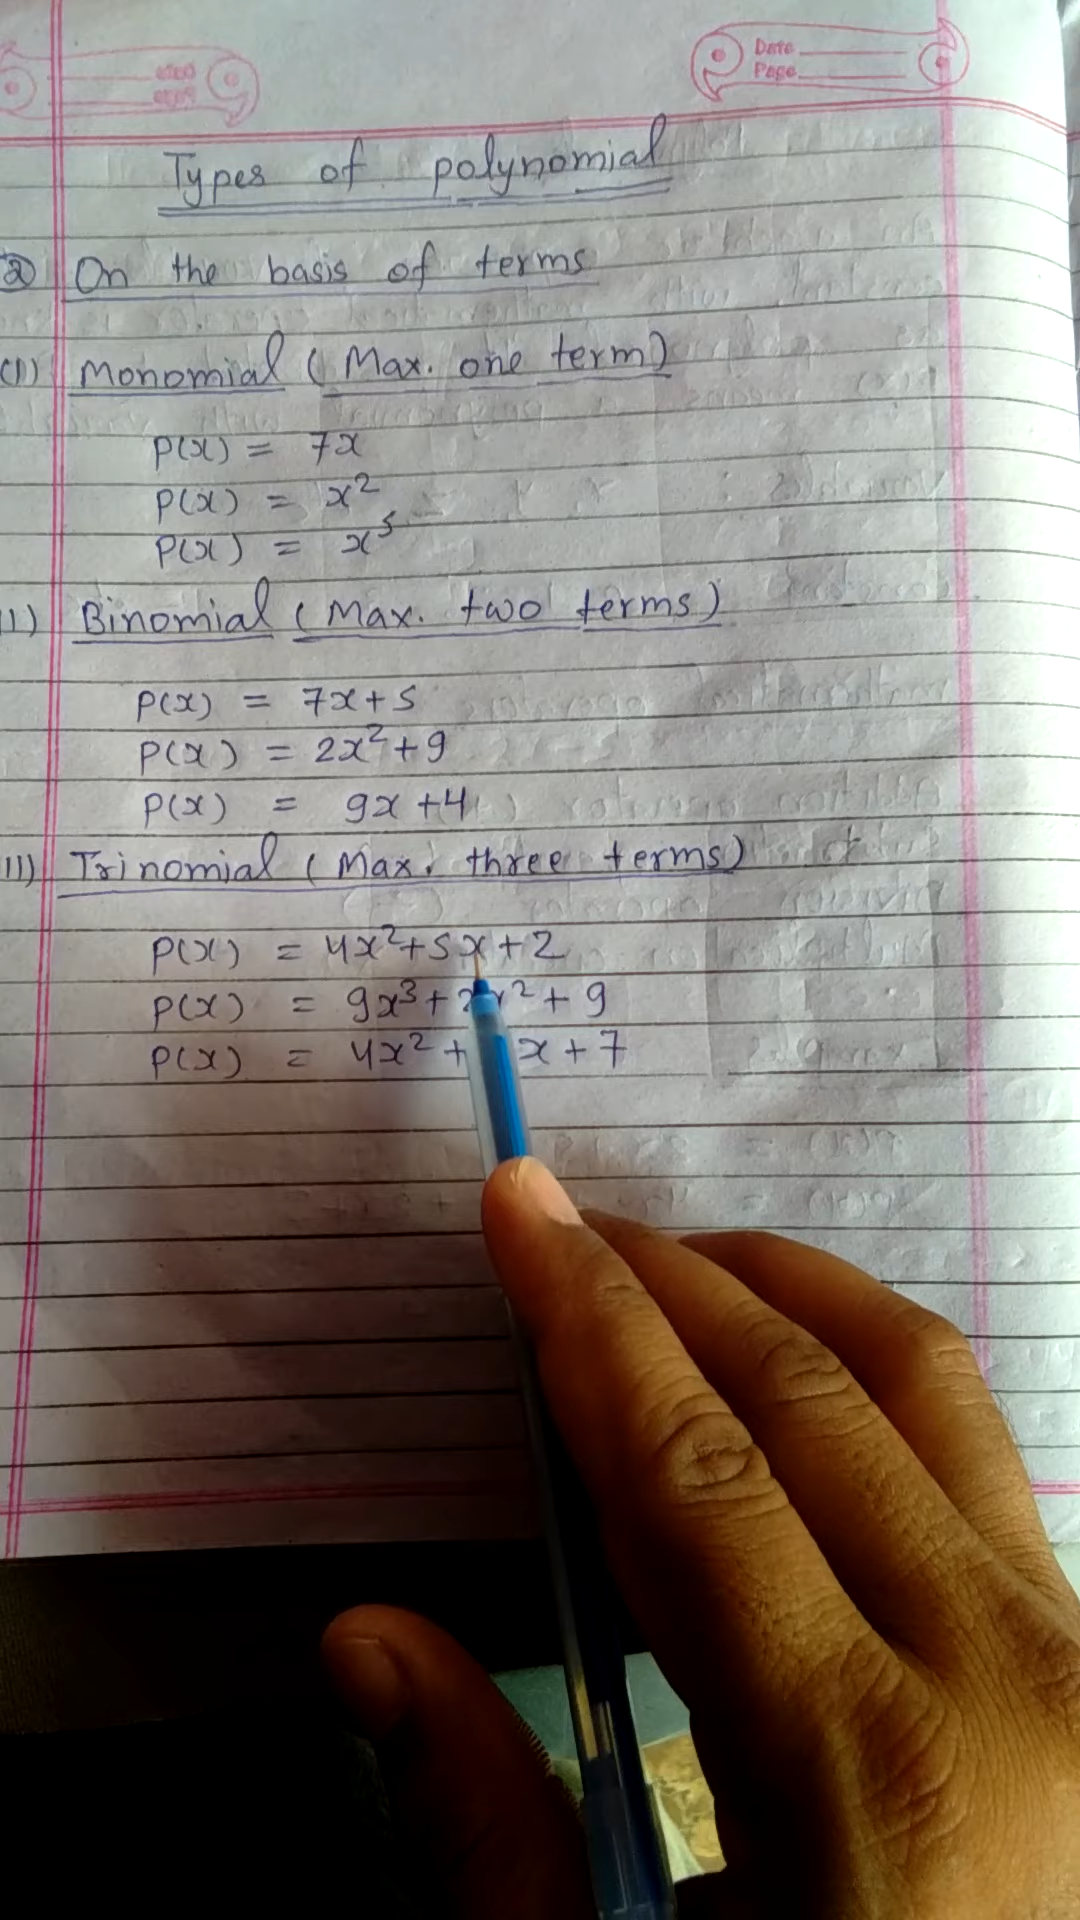 Date
Page
Types of polynomial
2 On the basis of terms
(I) Monomial (Max. one term)
P(x) = 7x
P(x) = x²
P(x) = x⁵
II) Binomial (Max. two terms)
P(x) = 7x+5
P(x) = 2x²+9
P(x) = 9x+4
III) Trinomial (Max. three terms)
P(x) = 4x²+5x+2
P(x) = 9x³+ x²+9
P(x) = 4x²+ x+7